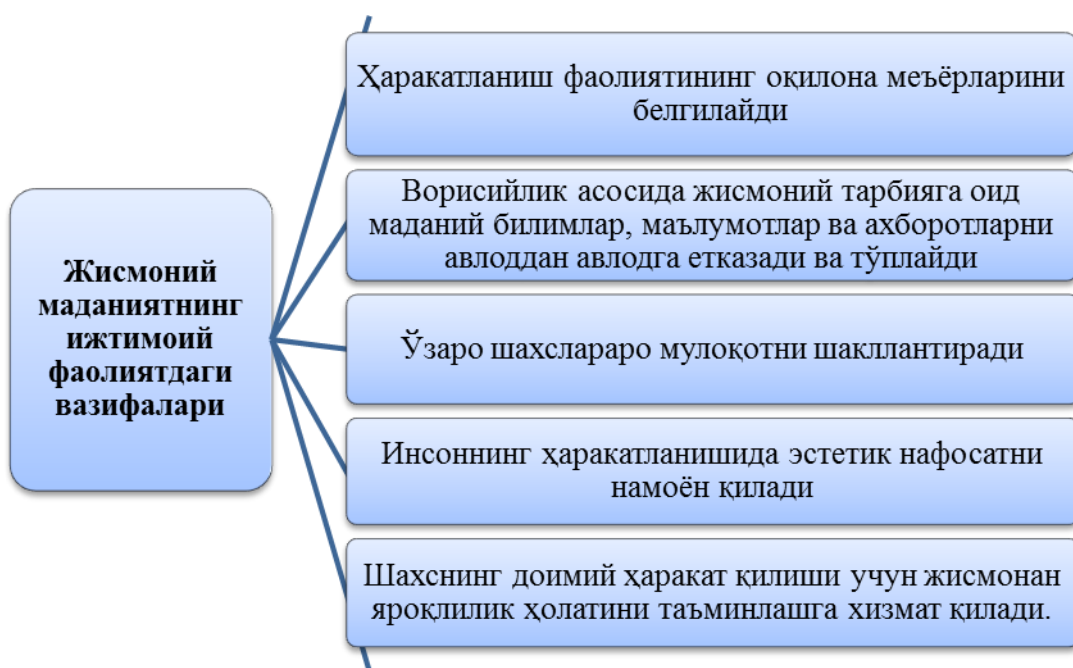 Жисмоний
маданиятнинг
ижтимоий
фаолиятдаги
вазифалари
Ҳаракатланиш фаолиятининг оқилона меъёрларини
белгилайди
Ворисийлик асосида жисмоний тарбияга оид
маданий билимлар, маълумотлар ва ахборотларни
авлоддан авлодга етказади ва тўплайди
Ўзаро шахслараро мулоқотни шакллантиради
Инсоннинг ҳаракатланишида эстетик нафосатни
намоён қилади
Шахснинг доимий ҳаракат қилиши учун жисмонан
яроқлилик ҳолатини таъминлашга хизмат қилади.